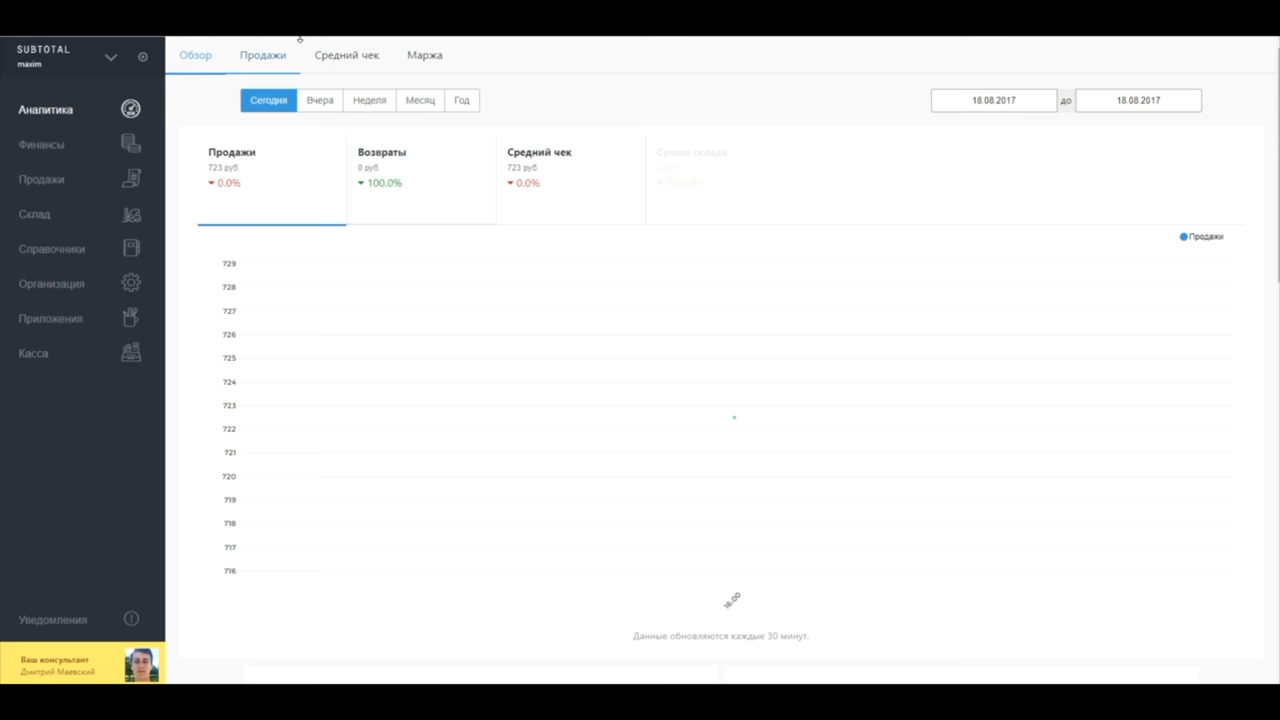 SUBTOTAL
maxim
Аналитика
Финансы
Продажи
Склад
Справочники
Организация
Приложения
Касса
Уведомления
Ваш консультант
Дмитрий Маевский
Обзор Продажи Средний чек Маржа
Сегодня Вчера Неделя Месяц Год
18.08.2017 до 18.08.2017
Продажи
723 руб.
0.0%
Возвраты
0 руб.
100.0%
Средний чек
723 руб.
0.0%
Сумма склада
Продажи
729
728
727
726
725
724
723
722
721
720
719
718
717
716
16:00
Данные обновляются каждые 30 минут.